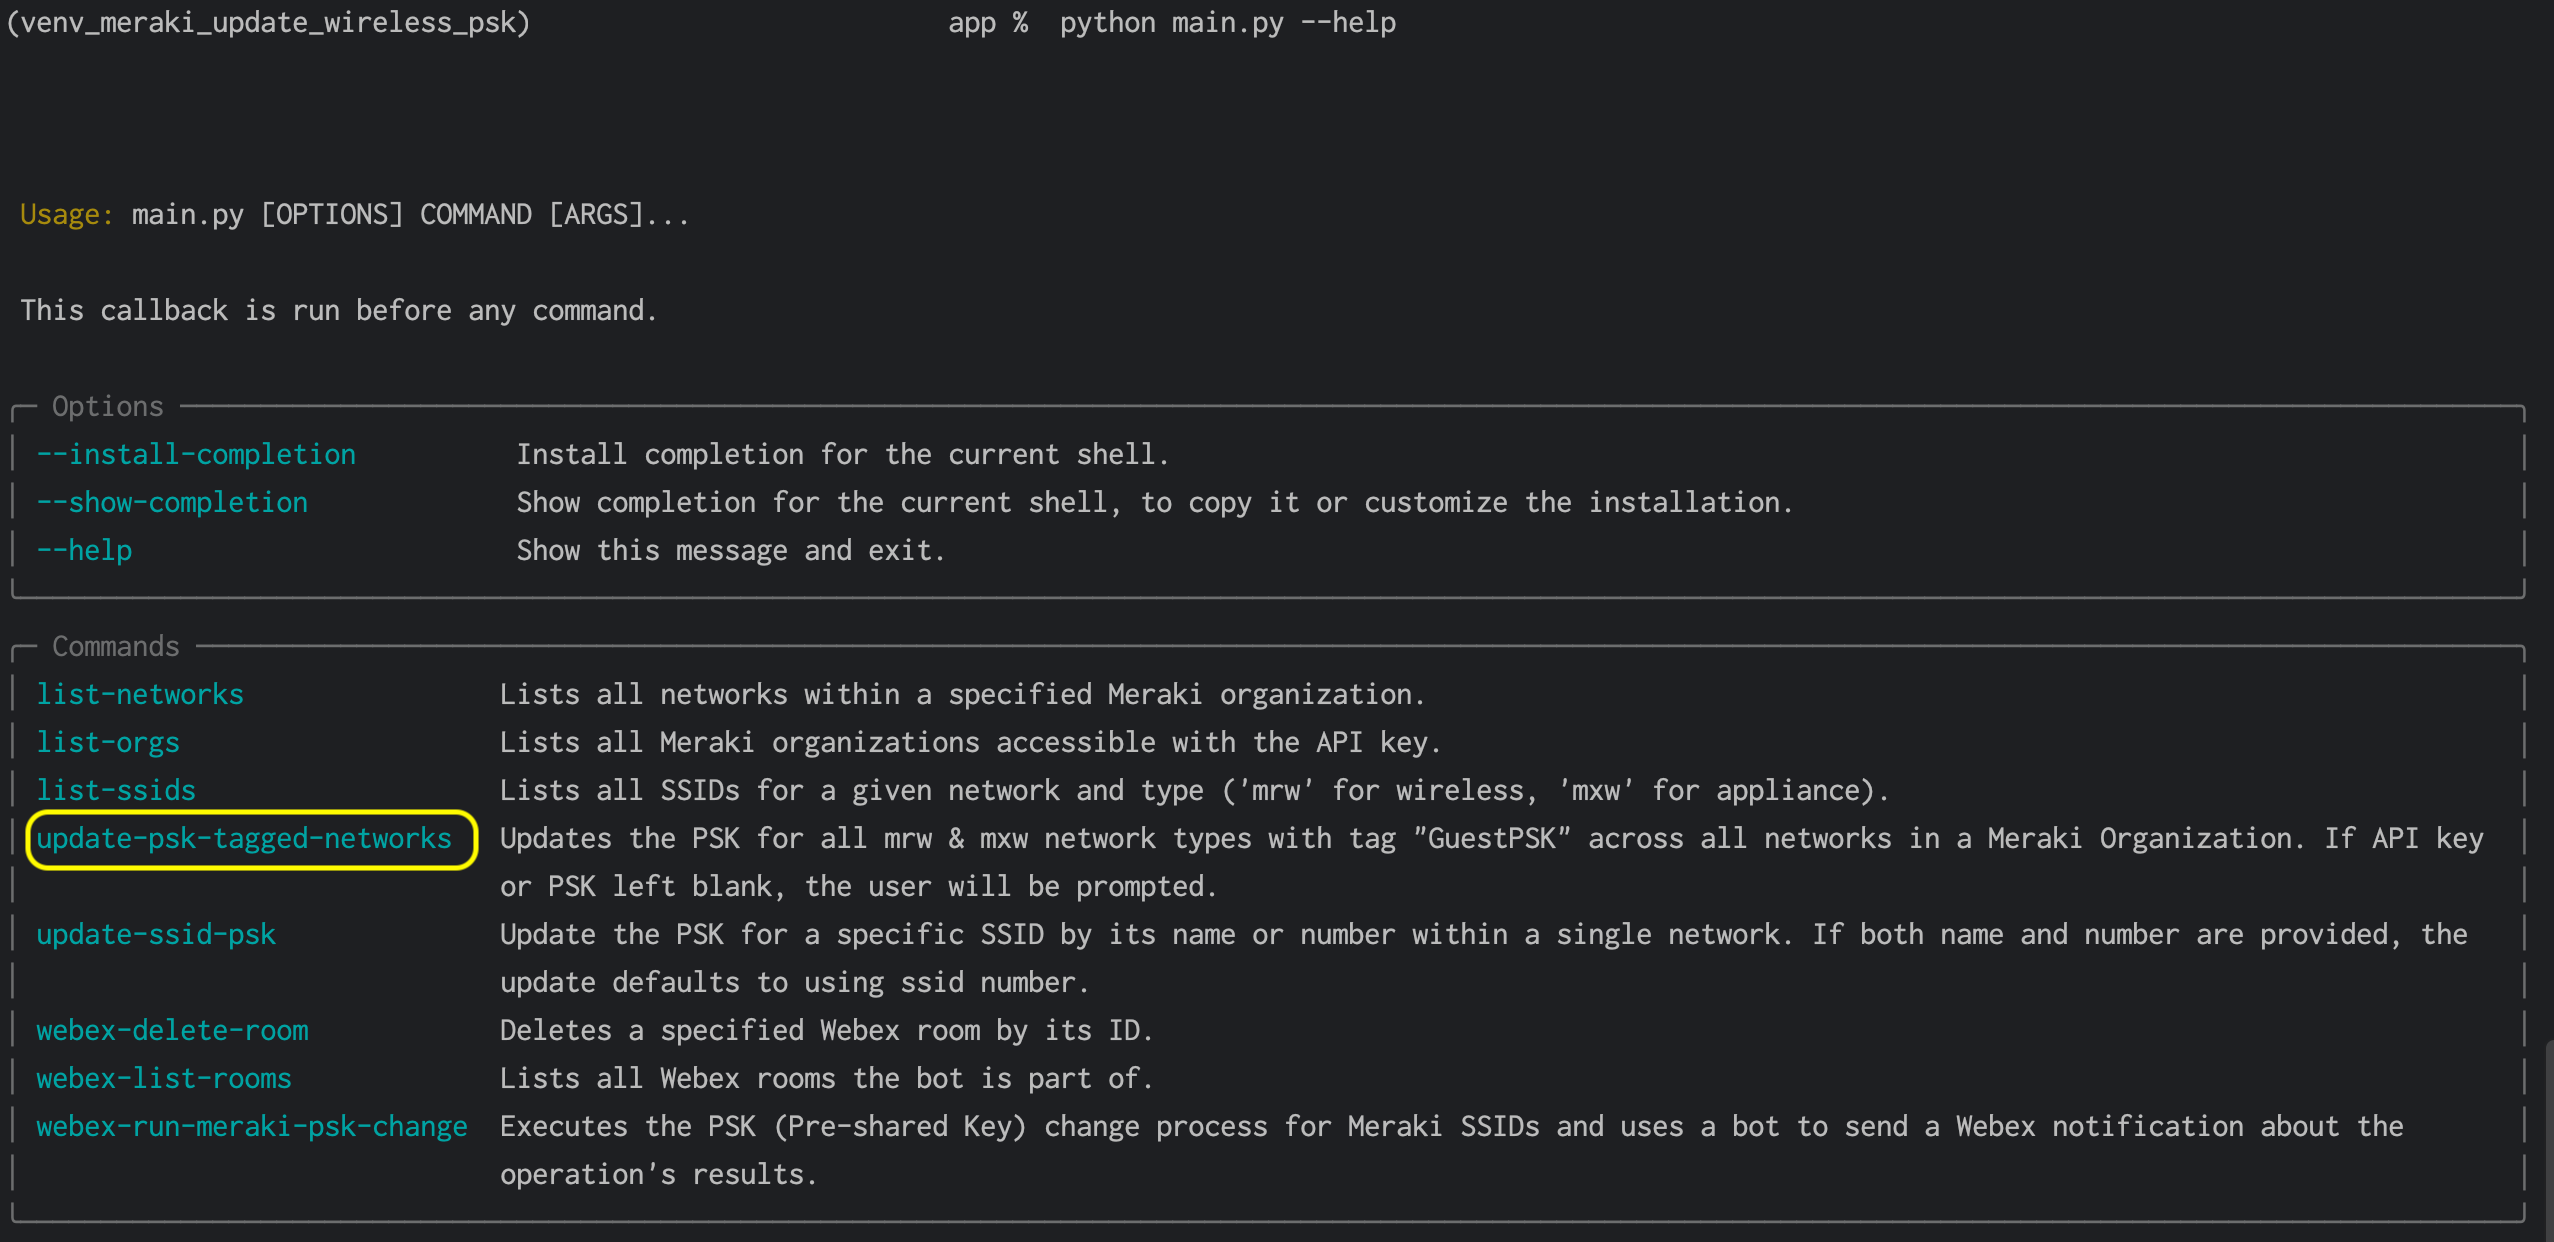 (venv_meraki_update_wireless_psk) app % python main.py --help
Usage: main.py [OPTIONS] COMMAND [ARGS]...
This callback is run before any command.
Options
--install-completion Install completion for the current shell.
--show-completion Show completion for the current shell, to copy it or customize the installation.
--help Show this message and exit.
Commands
list-networks Lists all networks within a specified Meraki organization.
list-orgs Lists all Meraki organizations accessible with the API key.
list-ssids Lists all SSIDs for a given network and type ('mrw' for wireless, 'mxw' for appliance).
update-psk-tagged-networks Updates the PSK for all mrw & mxw network types with tag "GuestPSK" across all networks in a Meraki Organization. If API key
or PSK left blank, the user will be prompted.
update-ssid-psk Update the PSK for a specific SSID by its name or number within a single network. If both name and number are provided, the
update defaults to using ssid number.
webex-delete-room Deletes a specified Webex room by its ID.
webex-list-rooms Lists all Webex rooms the bot is part of.
webex-run-meraki-psk-change Executes the PSK (Pre-shared Key) change process for Meraki SSIDs and uses a bot to send a Webex notification about the
operation's results.